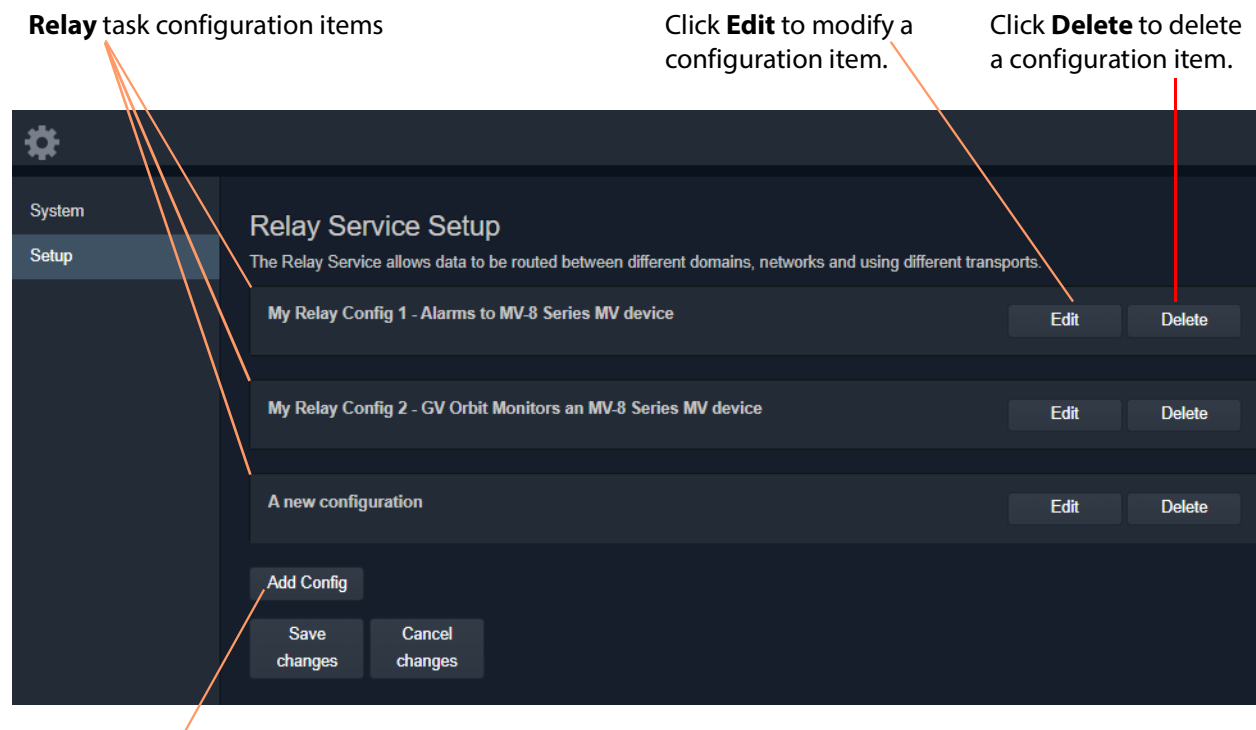 Relay task configuration items
Click Edit to modify a
configuration item.
Click Delete to delete
a configuration item.
System
Setup
Relay Service Setup
The Relay Service allows data to be routed between different domains, networks and using different transports.
My Relay Config 1 - Alarms to MV-8 Series MV device
Edit
Delete
My Relay Config 2 - GV Orbit Monitors an MV-8 Series MV device
Edit
Delete
A new configuration
Edit
Delete
Add Config
Save
changes
Cancel
changes